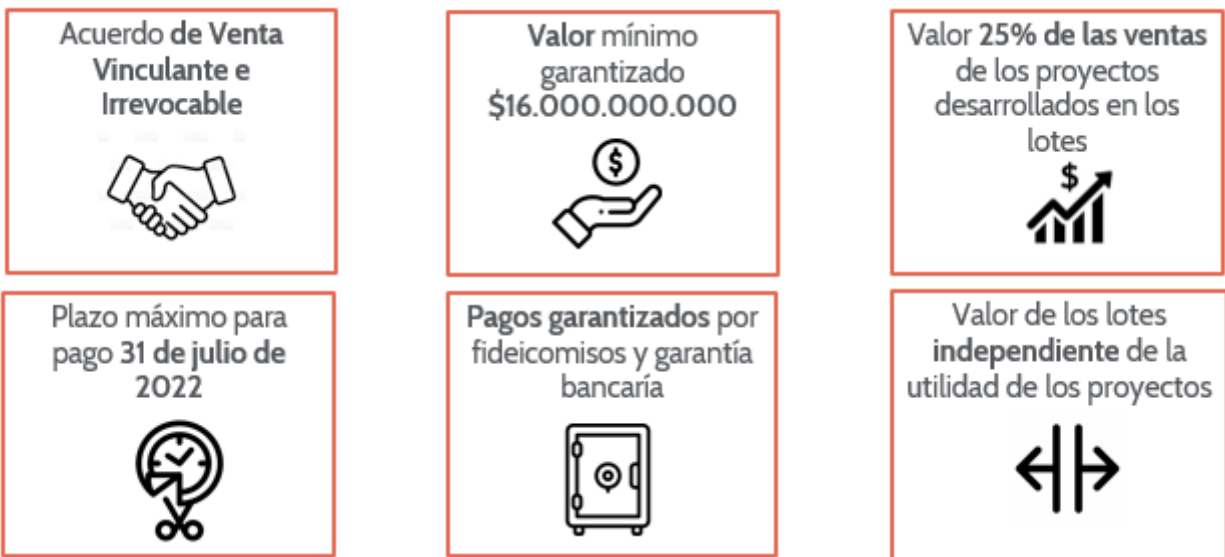 Acuerdo de Venta
Vinculante e
Irrevocable
Valor mínimo
garantizado
$16.000.000.000
$
Valor 25% de las ventas
de los proyectos
desarrollados en los
lotes
$
Plazo máximo para
pago 31 de julio de
2022
Pagos garantizados por
fideicomisos y garantía
bancaría
Valor de los lotes
independiente de la
utilidad de los proyectos